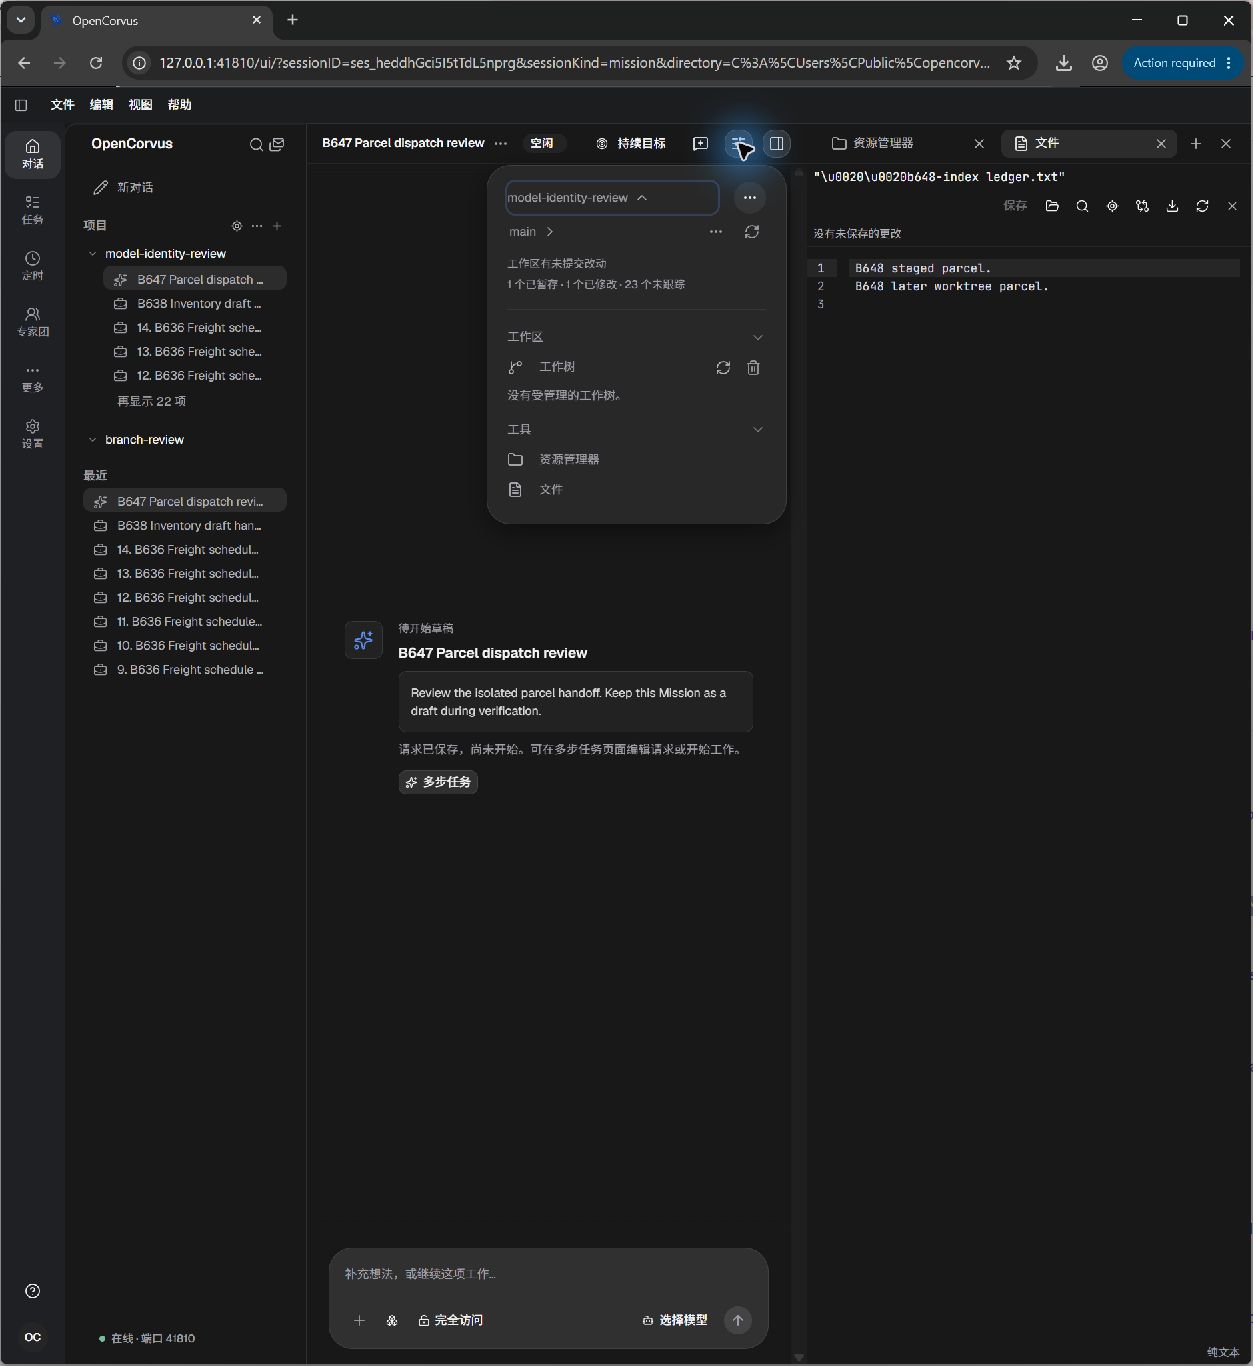 OpenCorvus
127.0.0.1:41810/ui/?sessionID=ses_heddhGci5I5tTdL5nprg&sessionKind=mission&directory=C%3A%5CUsers%5CPublic%5Copencorv...
Action required
文件 编辑 视图 帮助
对话
任务
定时
专家团
更多
设置
OC
OpenCorvus
新对话
项目
model-identity-review
B647 Parcel dispatch ...
B638 Inventory draft ...
14. B636 Freight sche...
13. B636 Freight sche...
12. B636 Freight sche...
再显示 22 项
branch-review
最近
B647 Parcel dispatch revi...
B638 Inventory draft han...
14. B636 Freight schedul...
13. B636 Freight schedul...
12. B636 Freight schedul...
11. B636 Freight schedule...
10. B636 Freight schedul...
9. B636 Freight schedule ...
在线 · 端口 41810
B647 Parcel dispatch review ... 空闲 持续目标
model-identity-review
main
工作区有未提交改动
1 个已暂存 · 1 个已修改 · 23 个未跟踪
工作区
工作树
没有受管理的工作树。
工具
资源管理器
文件
待开始草稿
B647 Parcel dispatch review
Review the isolated parcel handoff. Keep this Mission as a
draft during verification.
请求已保存，尚未开始。可在多步任务页面编辑请求或开始工作。
多步任务
补充想法，或继续这项工作...
完全访问 选择模型
资源管理器 文件
"\u0020\u0020b648-index ledger.txt"
保存
没有未保存的更改
1 B648 staged parcel.
2 B648 later worktree parcel.
3
纯文本